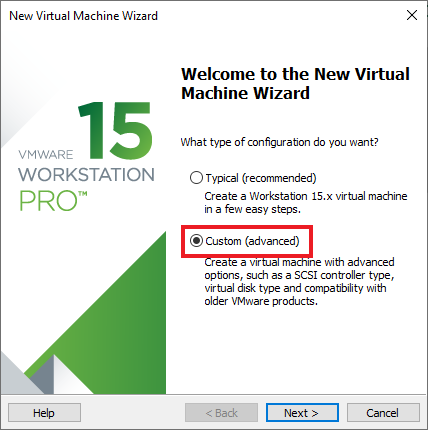 New Virtual Machine Wizard
VMWARE
15
WORKSTATION
PRO™
Welcome to the New Virtual
Machine Wizard
What type of configuration do you want?
Typical (recommended)
Create a Workstation 15.x virtual machine
in a few easy steps.
Custom (advanced)
Create a virtual machine with advanced
options, such as a SCSI controller type,
virtual disk type and compatibility with
older VMware products.
Help
< Back
Next >
Cancel